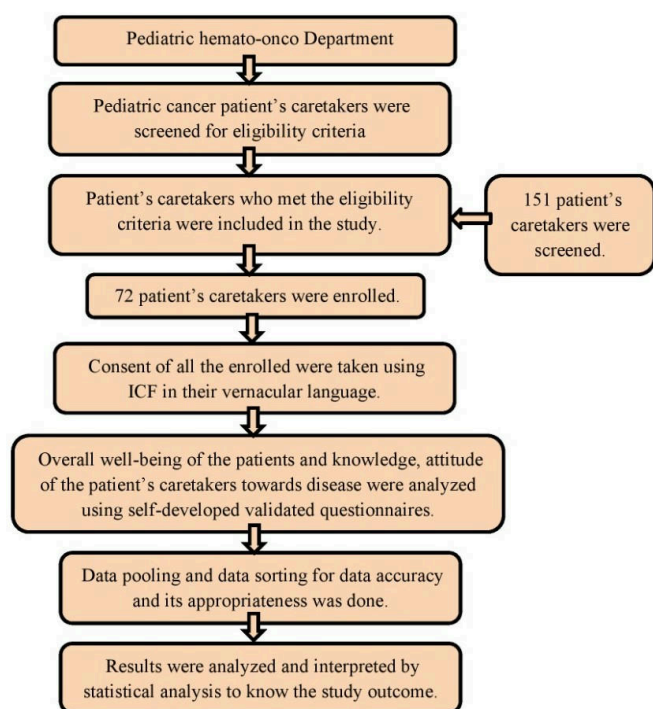 Pediatric hemato-onco Department
Pediatric cancer patient's caretakers were
screened for eligibility criteria
Patient's caretakers who met the eligibility
criteria were included in the study.
151 patient's
caretakers were
screened.
72 patient's caretakers were enrolled.
Consent of all the enrolled were taken using
ICF in their vernacular language.
Overall well-being of the patients and knowledge, attitude
of the patient's caretakers towards disease were analyzed
using self-developed validated questionnaires.
Data pooling and data sorting for data accuracy
and its appropriateness was done.
Results were analyzed and interpreted by
statistical analysis to know the study outcome.